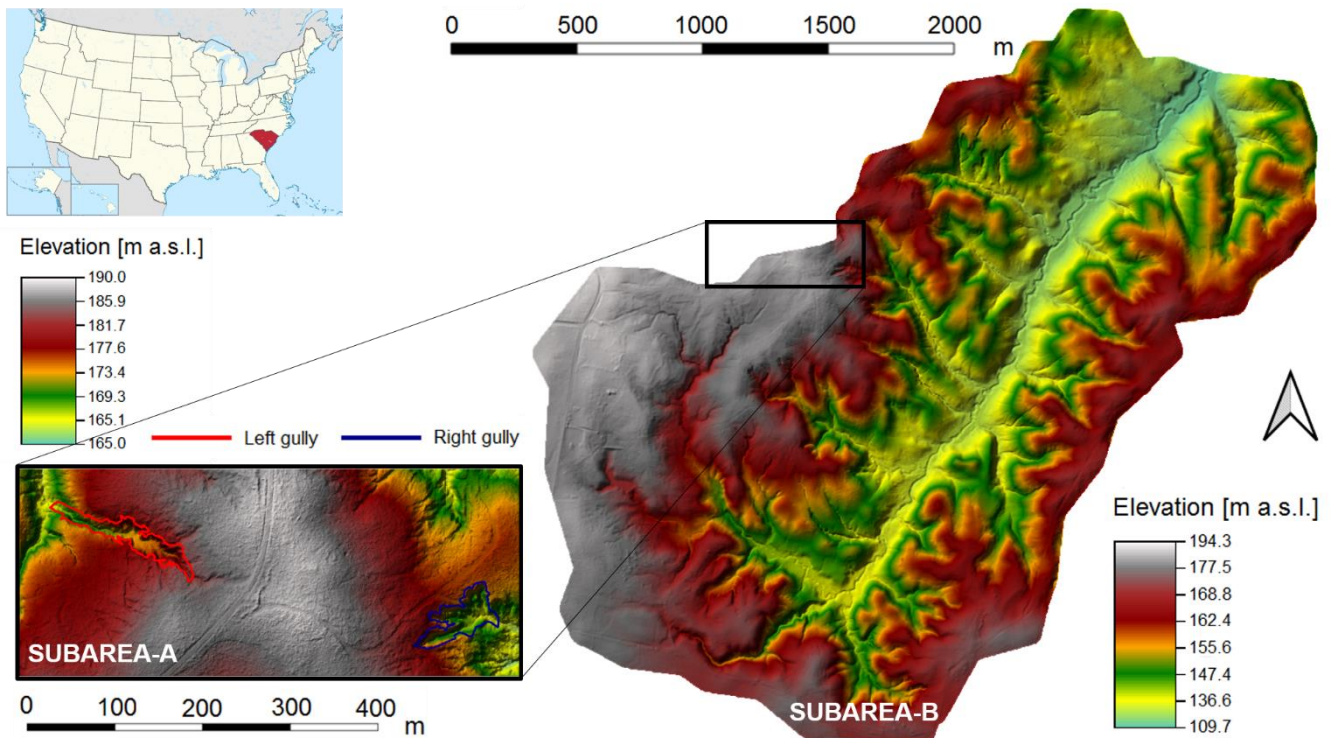 0 500 1000 1500 2000
m
Elevation [m a.s.l.]
190.0
185.9
181.7
177.6
173.4
169.3
165.1
165.0
Left gully
Right gully
SUBAREA-A
0 100 200 300 400
m
SUBAREA-B
Elevation [m a.s.l.]
194.3
177.5
168.8
162.4
155.6
147.4
136.6
109.7